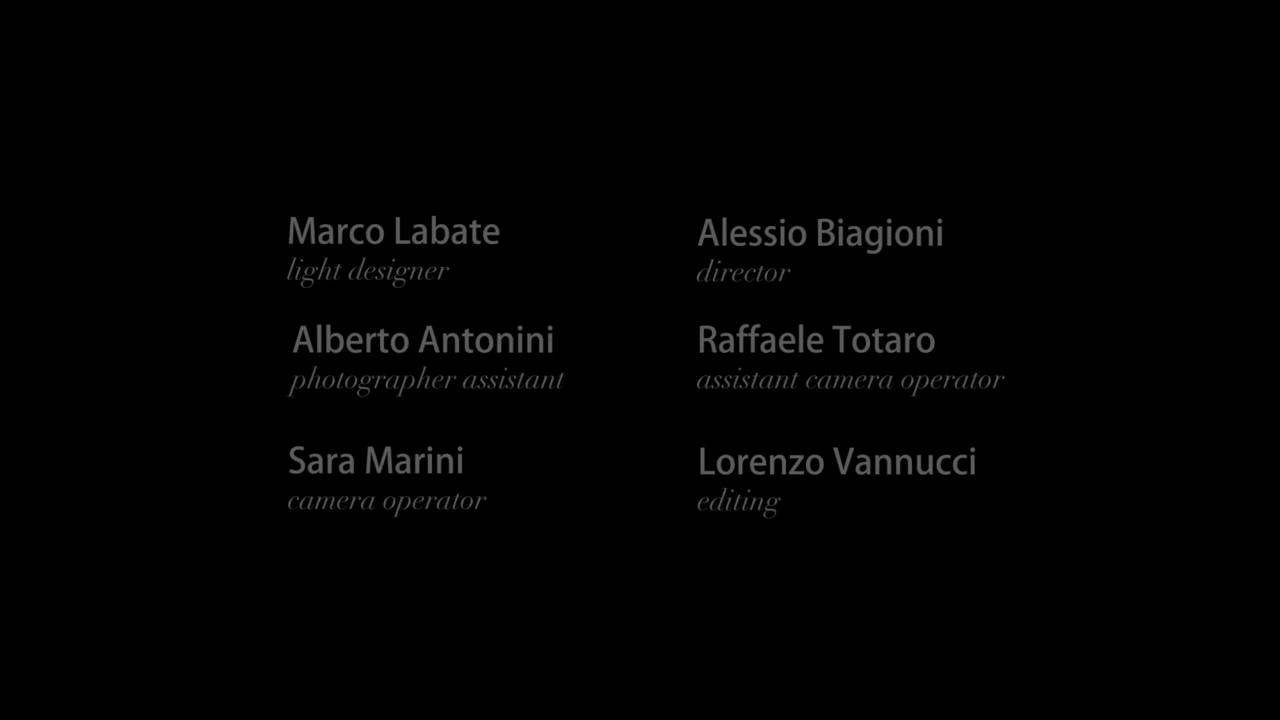 Marco Labate
light designer
Alessio Biagioni
director
Alberto Antonini
photographer assistant
Raffaele Totaro
assistant camera operator
Sara Marini
camera operator
Lorenzo Vannucci
editing